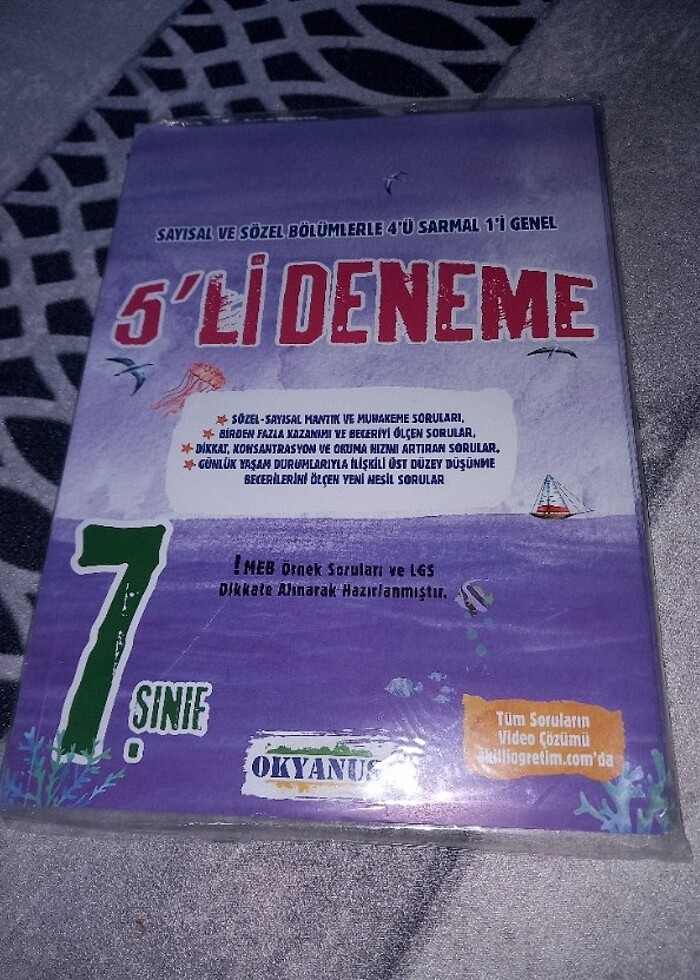 SAYISAL VE SÖZEL BÖLÜMLERLE 4'Ü SARMAL 1'İ GENEL
5'Lİ DENEME
SÖZEL-SAYISAL MANTIK VE MUHAKEME SORULARI,
BİRDEN FAZLA KAZANIMI VE BECERİYİ ÖLÇEN SORULAR,
DİKKAT, KONSANTRASYON VE OKUMA HIZINI ARTIRAN SORULAR,
GÜNLÜK YAŞAM DURUMLARIYLA İLİŞKİLİ ÜST DÜZEY DÜŞÜNME
BECERİLERİNİ ÖLÇEN YENİ NESİL SORULAR
! MEB Örnek Soruları ve LGS
Dikkate Alınarak Hazırlanmıştır.
7. SINIF
OKYANUS
Tüm Soruların
Video Çözümü
akilliogretim.com'da